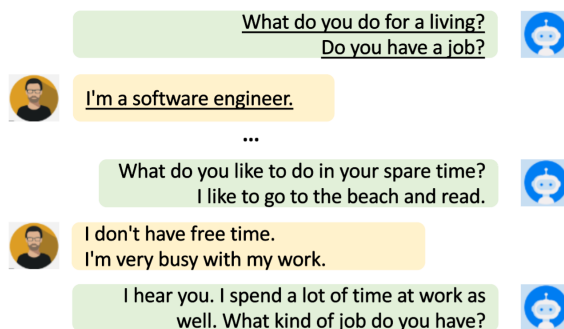 What do you do for a living?
Do you have a job?
I'm a software engineer.
...
What do you like to do in your spare time?
I like to go to the beach and read.
I don't have free time.
I'm very busy with my work.
I hear you. I spend a lot of time at work as
well. What kind of job do you have?